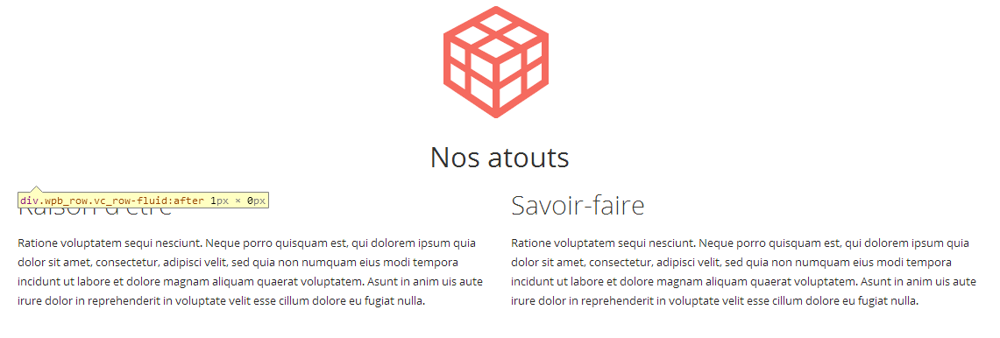 Nos atouts
div.wpb_row.vc_row-fluid:after 1px × 0px
Raison d'être
Savoir-faire
Ratione voluptatem sequi nesciunt. Neque porro quisquam est, qui dolorem ipsum quia
dolor sit amet, consectetur, adipisci velit, sed quia non numquam eius modi tempora
incidunt ut labore et dolore magnam aliquam quaerat voluptatem. Asunt in anim uis aute
irure dolor in reprehenderit in voluptate velit esse cillum dolore eu fugiat nulla.
Ratione voluptatem sequi nesciunt. Neque porro quisquam est, qui dolorem ipsum quia
dolor sit amet, consectetur, adipisci velit, sed quia non numquam eius modi tempora
incidunt ut labore et dolore magnam aliquam quaerat voluptatem. Asunt in anim uis aute
irure dolor in reprehenderit in voluptate velit esse cillum dolore eu fugiat nulla.